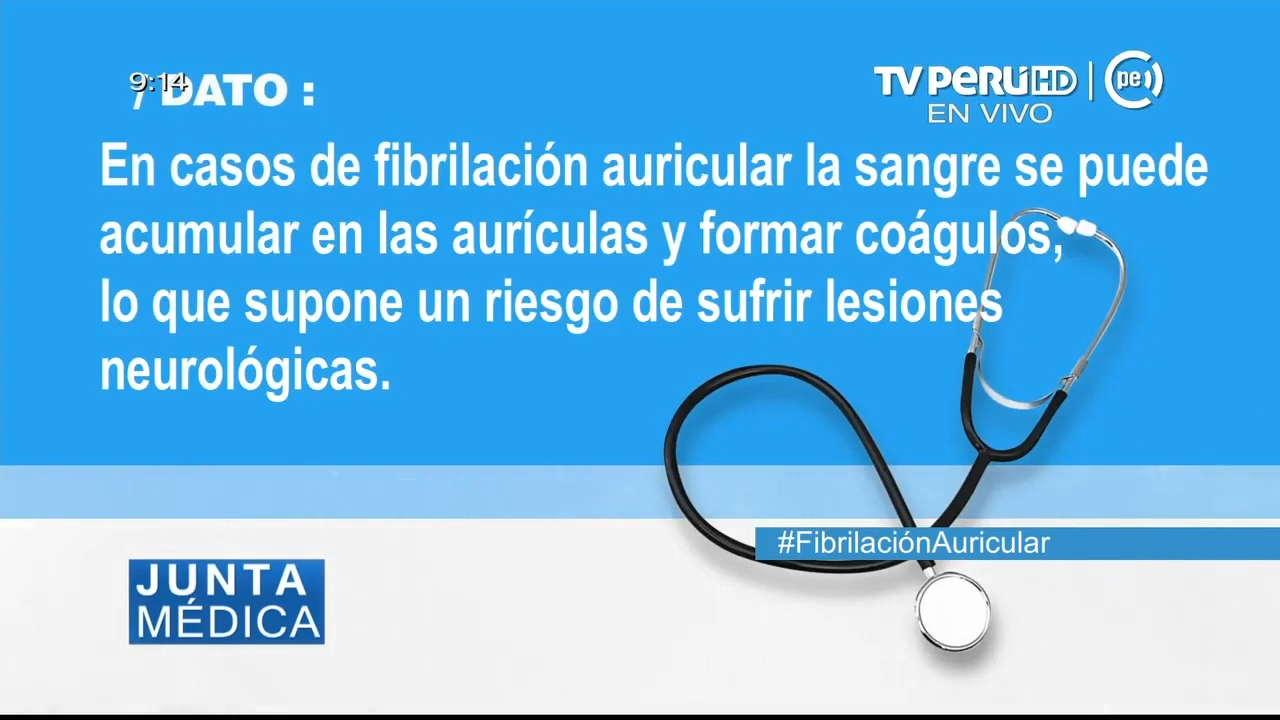 9:14
/ DATO :
TV PERÚ HD | pe
EN VIVO
En casos de fibrilación auricular la sangre se puede
acumular en las aurículas y formar coágulos,
lo que supone un riesgo de sufrir lesiones
neurológicas.
#FibrilaciónAuricular
JUNTA
MÉDICA